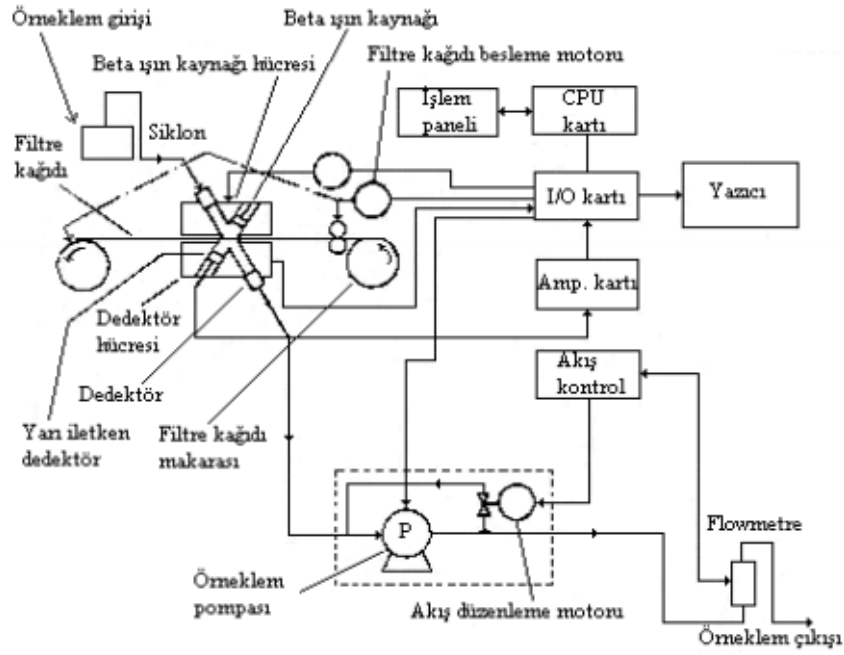 Örneklem girişi
Beta ışın kaynağı
Beta ışın kaynağı hücresi
Filtre kağıdı besleme motoru
İşlem
paneli
CPU
kartı
Siklon
Filtre
kağıdı
I/O kartı
Yazıcı
Amp. kartı
Dedektör
hücresi
Akış
kontrol
Dedektör
Yarı iletken
dedektör
Filtre kağıdı
makarası
P
Flowmetre
Örneklem
pompası
Akış düzenleme motoru
Örneklem çıkışı